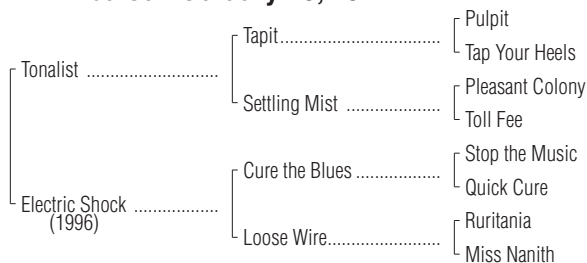 Pulpit
Tapit
Tap Your Heels
Tonalist
Pleasant Colony
Settling Mist
Toll Fee
Stop the Music
Cure the Blues
Quick Cure
Electric Shock
(1996)
Ruritania
Loose Wire
Miss Nanith